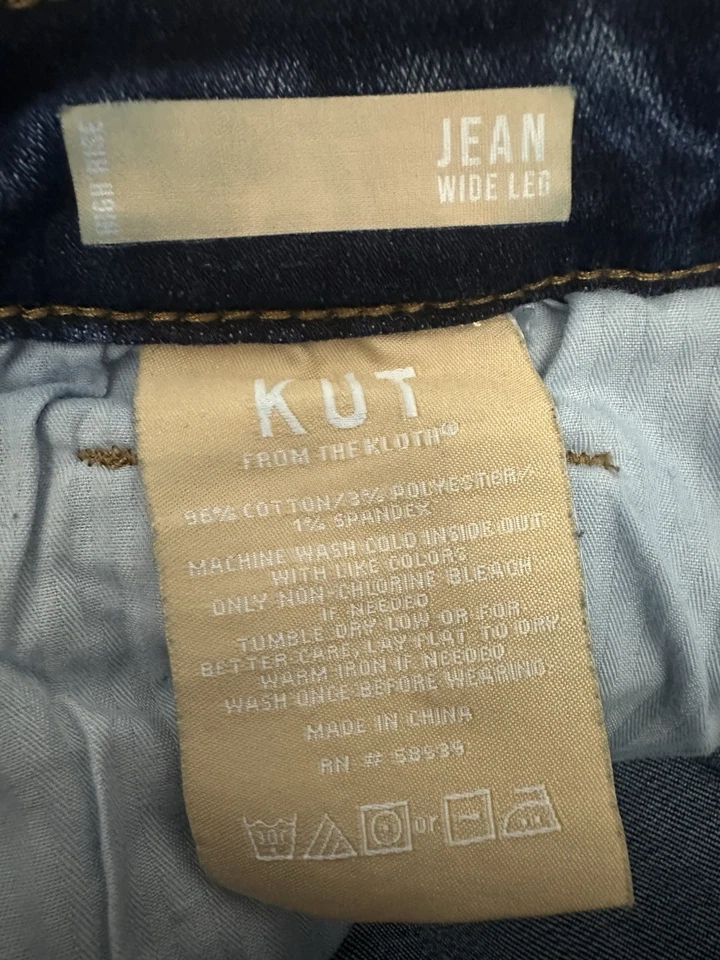 HIGH RISE
JEAN
WIDE LEG
KUT
FROM THE KLOTH®
96% COTTON/3% POLYESTER/
1% SPANDEX
MACHINE WASH COLD INSIDE OUT
WITH LIKE COLORS
ONLY NON-CHLORINE BLEACH
IF NEEDED
TUMBLE DRY LOW OR FOR
BETTER CARE, LAY FLAT TO DRY
WARM IRON IF NEEDED
WASH ONCE BEFORE WEARING.
MADE IN CHINA
RN # 58939
or